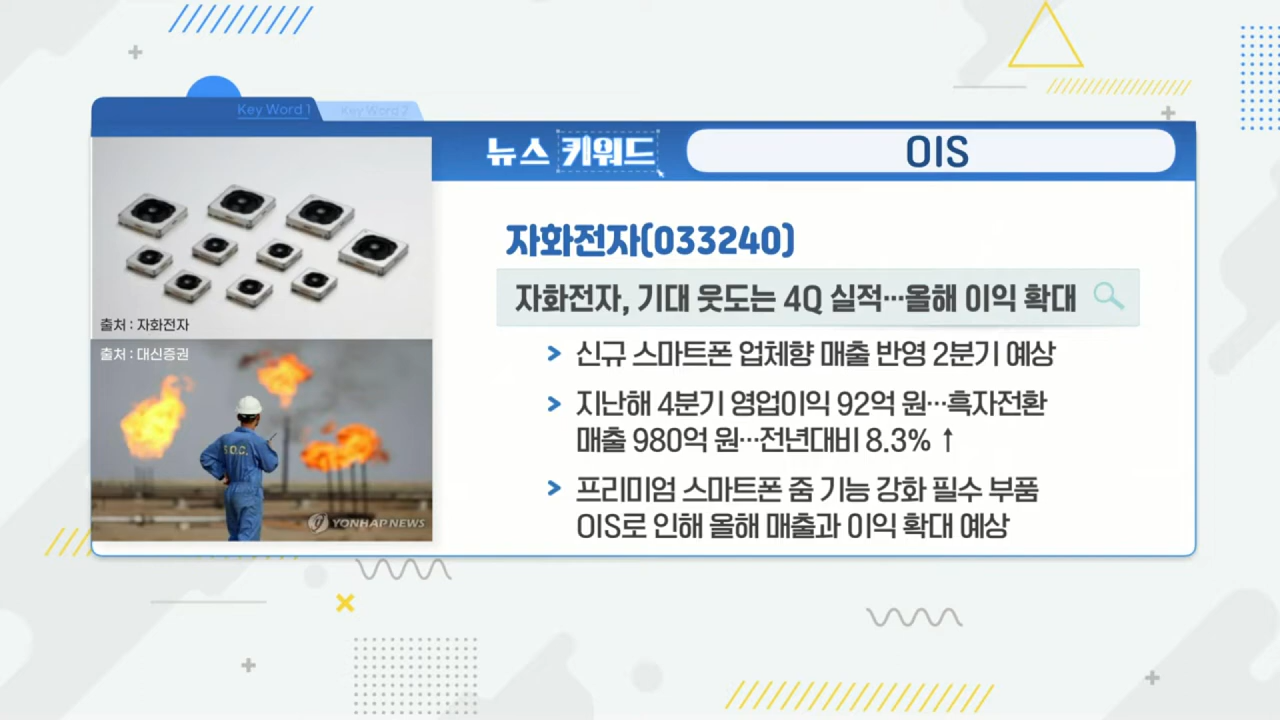 Key Word 1
Key Word 2
뉴스 키워드
OIS
자화전자(033240)
자화전자, 기대 웃도는 4Q 실적…올해 이익 확대
> 신규 스마트폰 업체향 매출 반영 2분기 예상
> 지난해 4분기 영업이익 92억 원…흑자전환
매출 980억 원…전년대비 8.3% ↑
> 프리미엄 스마트폰 줌 기능 강화 필수 부품
OIS로 인해 올해 매출과 이익 확대 예상
출처 : 자화전자
출처 : 대신증권
S.O.C.
YONHAP NEWS